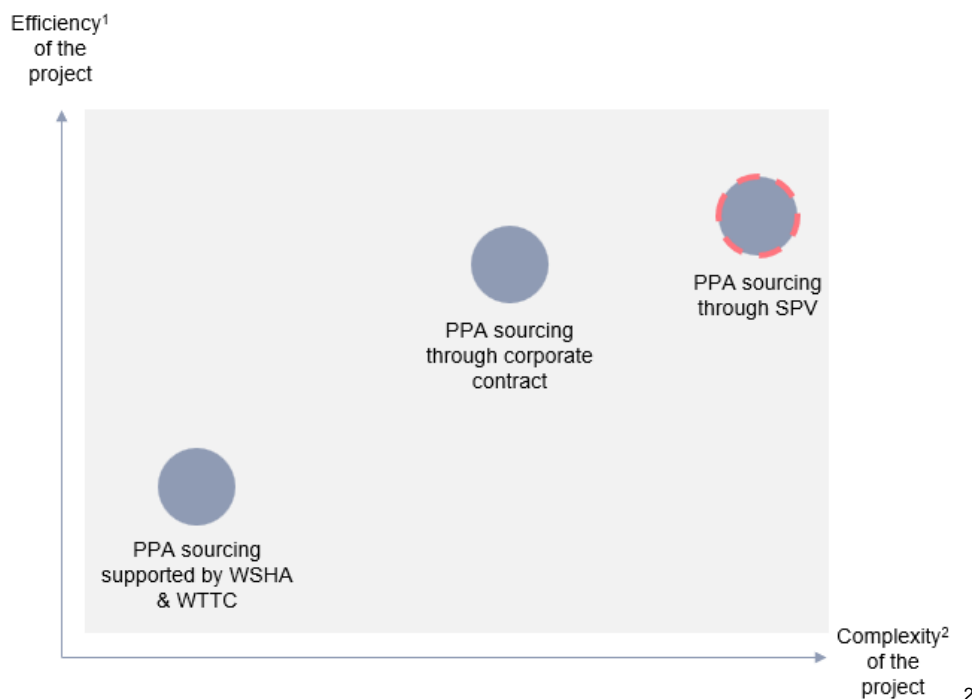 Efficiency¹
of the
project
PPA sourcing
through SPV
PPA sourcing
through corporate
contract
PPA sourcing
supported by WSHA
& WTTC
Complexity²
of the
project
2